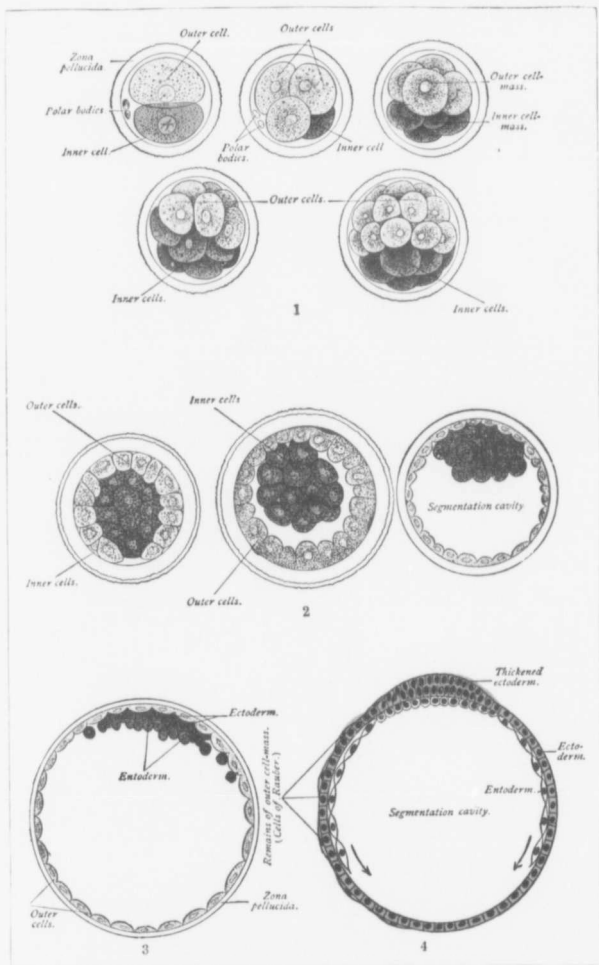 Outer cell.
Outer cells
Zona
pellucida.
Outer cell-
mass.
Polar bodies
Inner cell-
mass.
Inner cell.
Polar
bodies.
Inner cell
Outer cells.
Inner cells.
Inner cells.
1
Outer cells.
Inner cells
Segmentation cavity
Inner cells.
Outer cells.
2
Thickened
ectoderm.
Ectoderm.
Ecto-
derm.
Entoderm.
Entoderm.
Remains of outer cell-mass.
(Cells of Rauber.)
Segmentation cavity.
Outer
cells.
Zona
pellucida.
3
4